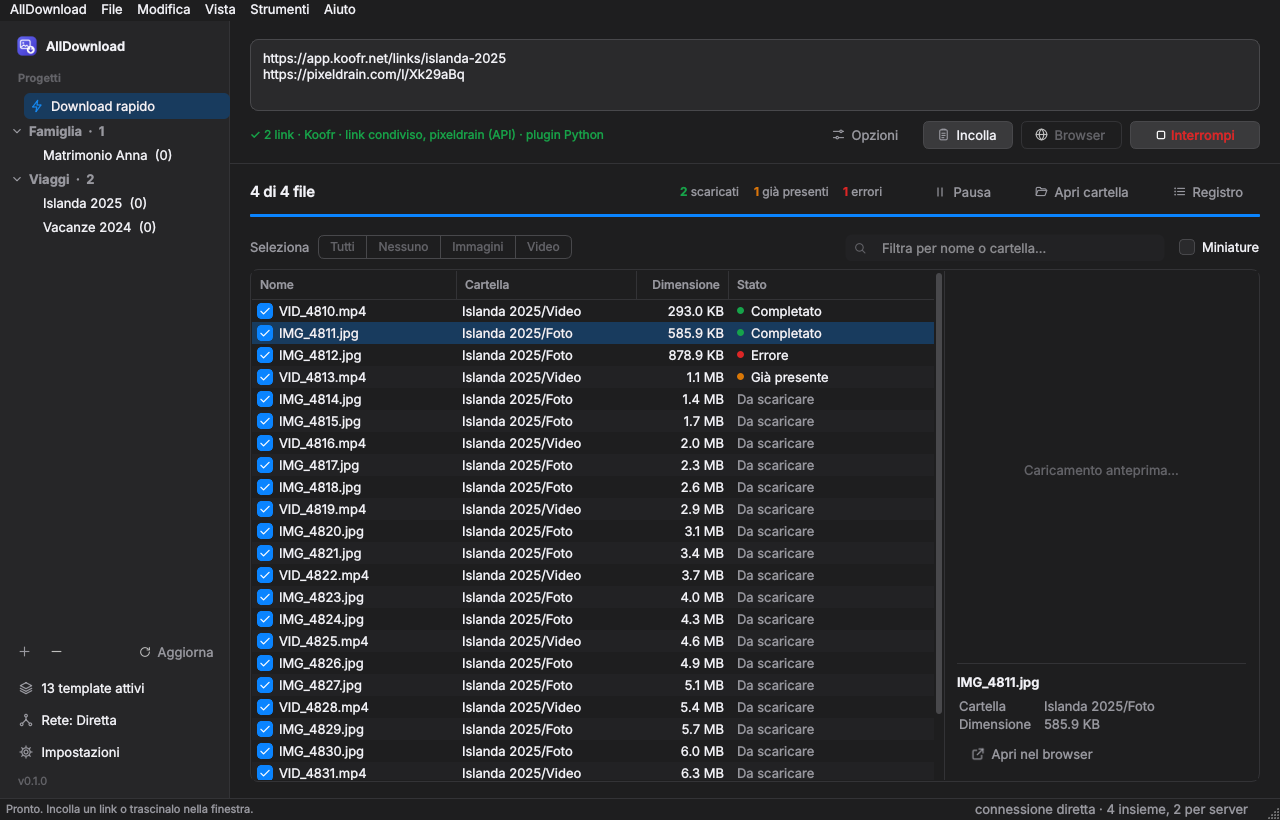 AllDownload File Modifica Vista Strumenti Aiuto
AllDownload
Progetti
Download rapido
Famiglia · 1
Matrimonio Anna (0)
Viaggi · 2
Islanda 2025 (0)
Vacanze 2024 (0)
Aggiorna
13 template attivi
Rete: Diretta
Impostazioni
v0.1.0
https://app.koofr.net/links/islanda-2025
https://pixeldrain.com/l/Xk29aBq
2 link · Koofr · link condiviso, pixeldrain (API) · plugin Python
Opzioni Incolla Browser Interrompi
4 di 4 file 2 scaricati 1 già presenti 1 errori Pausa Apri cartella Registro
Seleziona Tutti Nessuno Immagini Video Filtra per nome o cartella... Miniature
Nome Cartella Dimensione Stato
VID_4810.mp4 Islanda 2025/Video 293.0 KB Completato
IMG_4811.jpg Islanda 2025/Foto 585.9 KB Completato
IMG_4812.jpg Islanda 2025/Foto 878.9 KB Errore
VID_4813.mp4 Islanda 2025/Video 1.1 MB Già presente
IMG_4814.jpg Islanda 2025/Foto 1.4 MB Da scaricare
IMG_4815.jpg Islanda 2025/Foto 1.7 MB Da scaricare
VID_4816.mp4 Islanda 2025/Video 2.0 MB Da scaricare
IMG_4817.jpg Islanda 2025/Foto 2.3 MB Da scaricare
IMG_4818.jpg Islanda 2025/Foto 2.6 MB Da scaricare
VID_4819.mp4 Islanda 2025/Video 2.9 MB Da scaricare
IMG_4820.jpg Islanda 2025/Foto 3.1 MB Da scaricare
IMG_4821.jpg Islanda 2025/Foto 3.4 MB Da scaricare
VID_4822.mp4 Islanda 2025/Video 3.7 MB Da scaricare
IMG_4823.jpg Islanda 2025/Foto 4.0 MB Da scaricare
IMG_4824.jpg Islanda 2025/Foto 4.3 MB Da scaricare
VID_4825.mp4 Islanda 2025/Video 4.6 MB Da scaricare
IMG_4826.jpg Islanda 2025/Foto 4.9 MB Da scaricare
IMG_4827.jpg Islanda 2025/Foto 5.1 MB Da scaricare
VID_4828.mp4 Islanda 2025/Video 5.4 MB Da scaricare
IMG_4829.jpg Islanda 2025/Foto 5.7 MB Da scaricare
IMG_4830.jpg Islanda 2025/Foto 6.0 MB Da scaricare
VID_4831.mp4 Islanda 2025/Video 6.3 MB Da scaricare
Caricamento anteprima...
IMG_4811.jpg
Cartella Islanda 2025/Foto
Dimensione 585.9 KB
Apri nel browser
Pronto. Incolla un link o trascinalo nella finestra. connessione diretta · 4 insieme, 2 per server